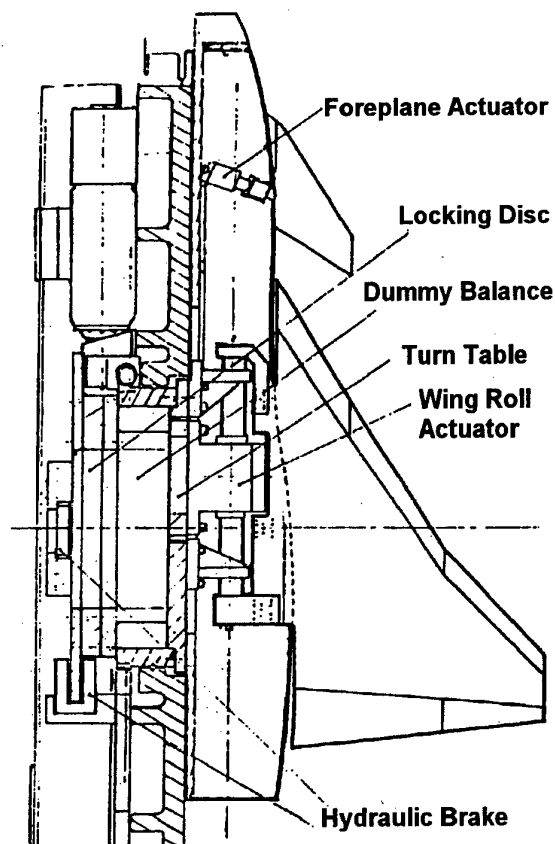 Foreplane Actuator
Locking Disc
Dummy Balance
Turn Table
Wing Roll
Actuator
Hydraulic Brake